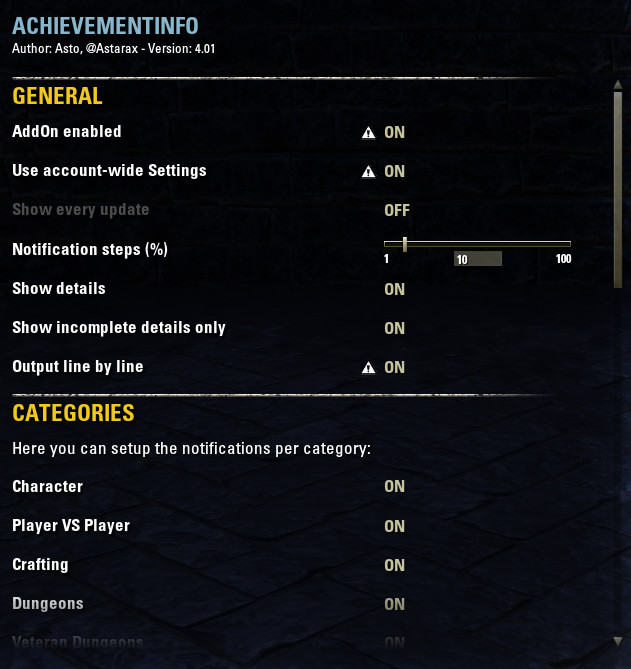 ACHIEVEMENTINFO
Author: Asto, @Astarax - Version: 4.01
GENERAL
AddOn enabled ON
Use account-wide Settings ON
Show every update OFF
Notification steps (%)
1 10 100
Show details ON
Show incomplete details only ON
Output line by line ON
CATEGORIES
Here you can setup the notifications per category:
Character ON
Player VS Player ON
Crafting ON
Dungeons ON
Veteran Dungeons ON